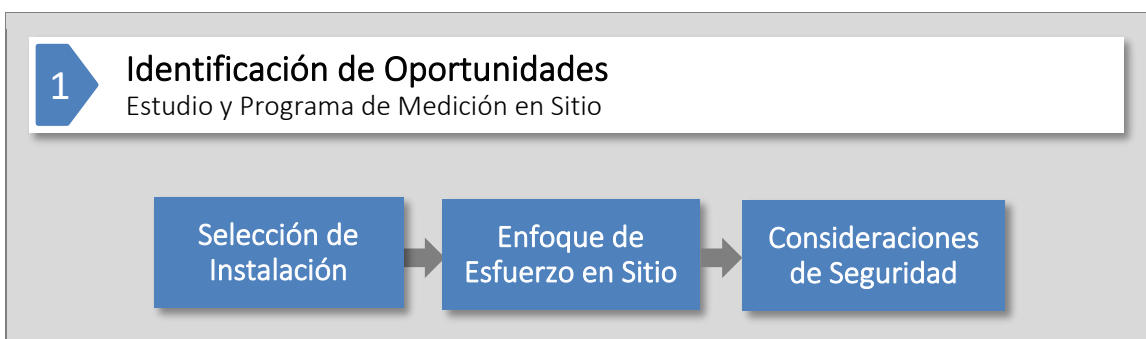 1
Identificación de Oportunidades
Estudio y Programa de Medición en Sitio
Selección de
Instalación
Enfoque de
Esfuerzo en Sitio
Consideraciones
de Seguridad